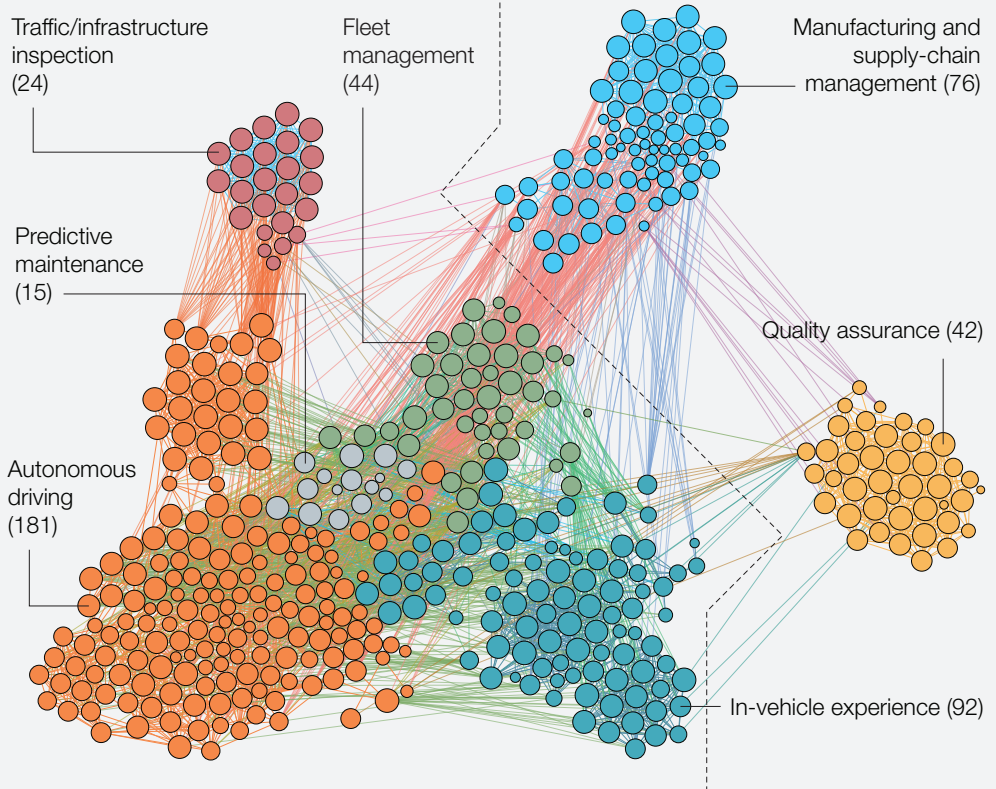 Traffic/infrastructure
inspection
(24)
Fleet
management
(44)
Manufacturing and
supply-chain
management (76)
Predictive
maintenance
(15)
Quality assurance (42)
Autonomous
driving
(181)
In-vehicle experience (92)